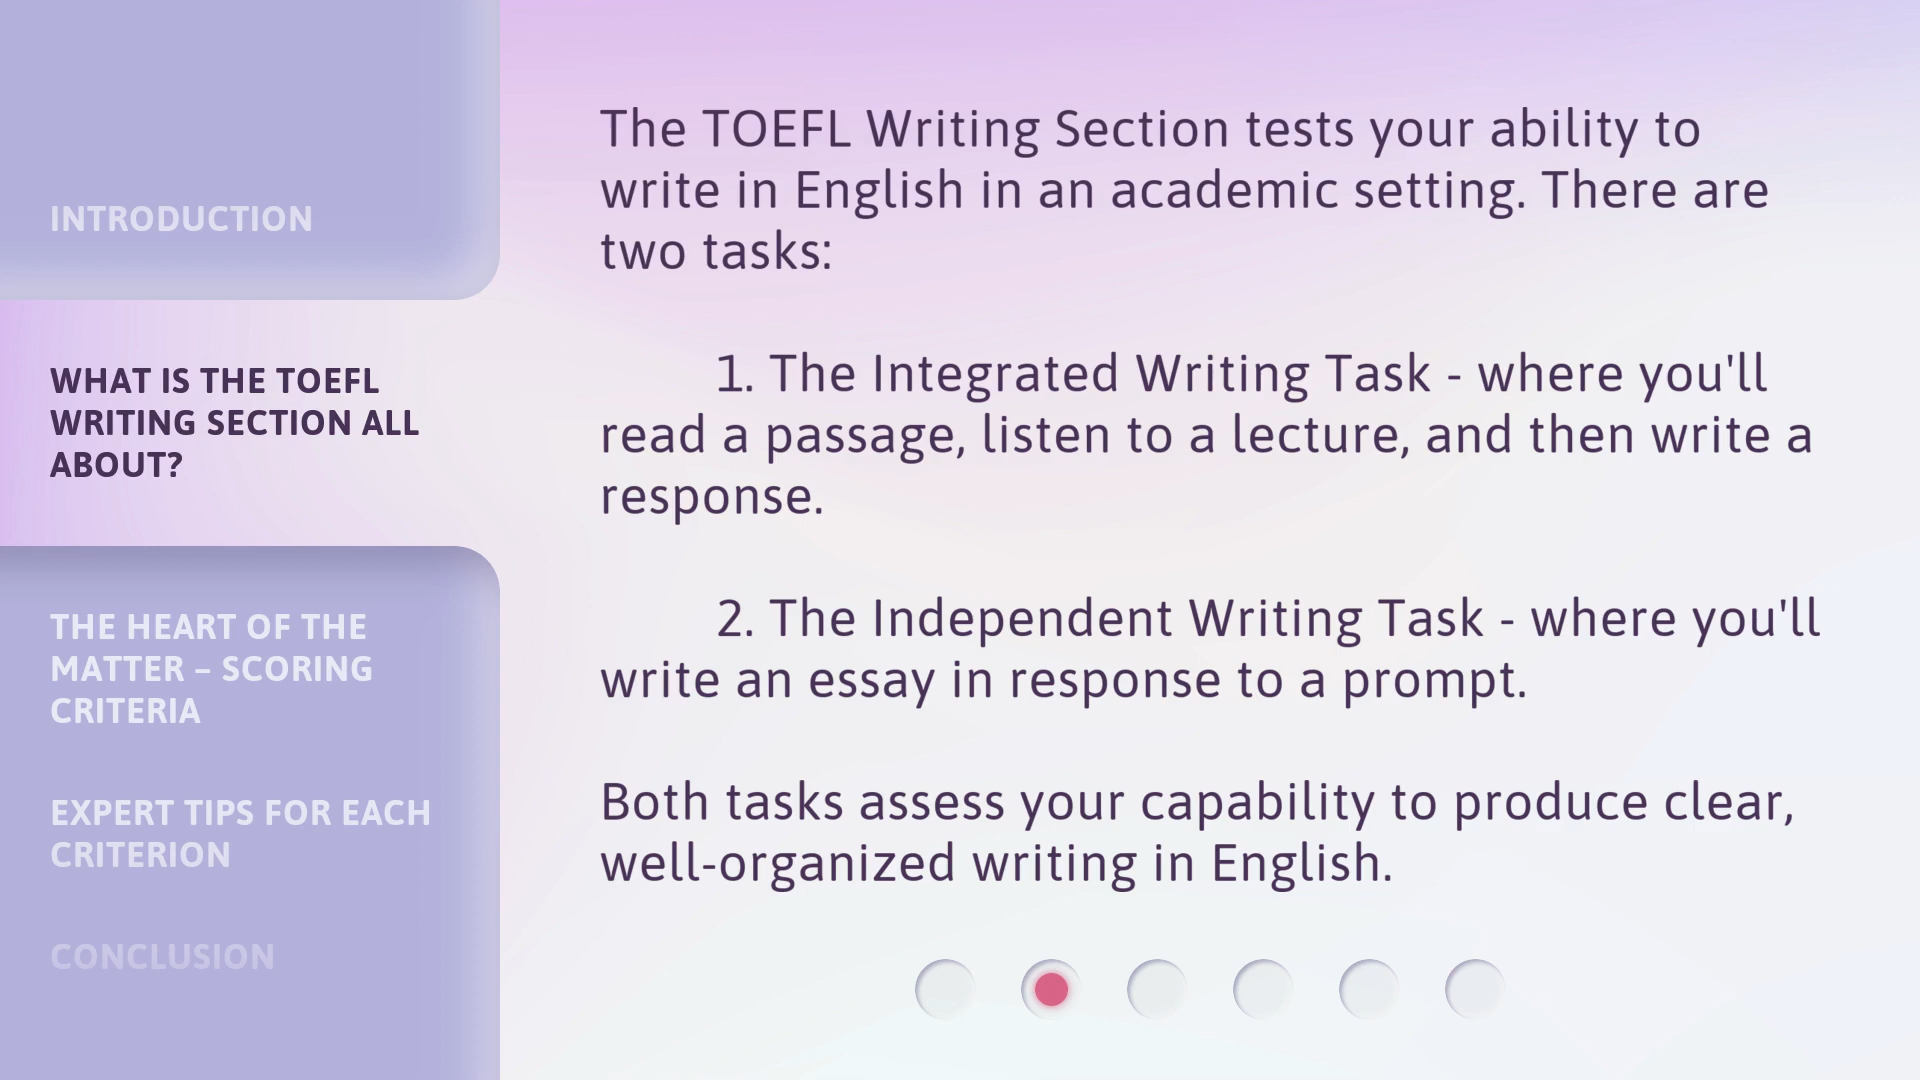 INTRODUCTION
WHAT IS THE TOEFL
WRITING SECTION ALL
ABOUT?
THE HEART OF THE
MATTER – SCORING
CRITERIA
EXPERT TIPS FOR EACH
CRITERION
CONCLUSION
The TOEFL Writing Section tests your ability to
write in English in an academic setting. There are
two tasks:
1. The Integrated Writing Task - where you'll
read a passage, listen to a lecture, and then write a
response.
2. The Independent Writing Task - where you'll
write an essay in response to a prompt.
Both tasks assess your capability to produce clear,
well-organized writing in English.